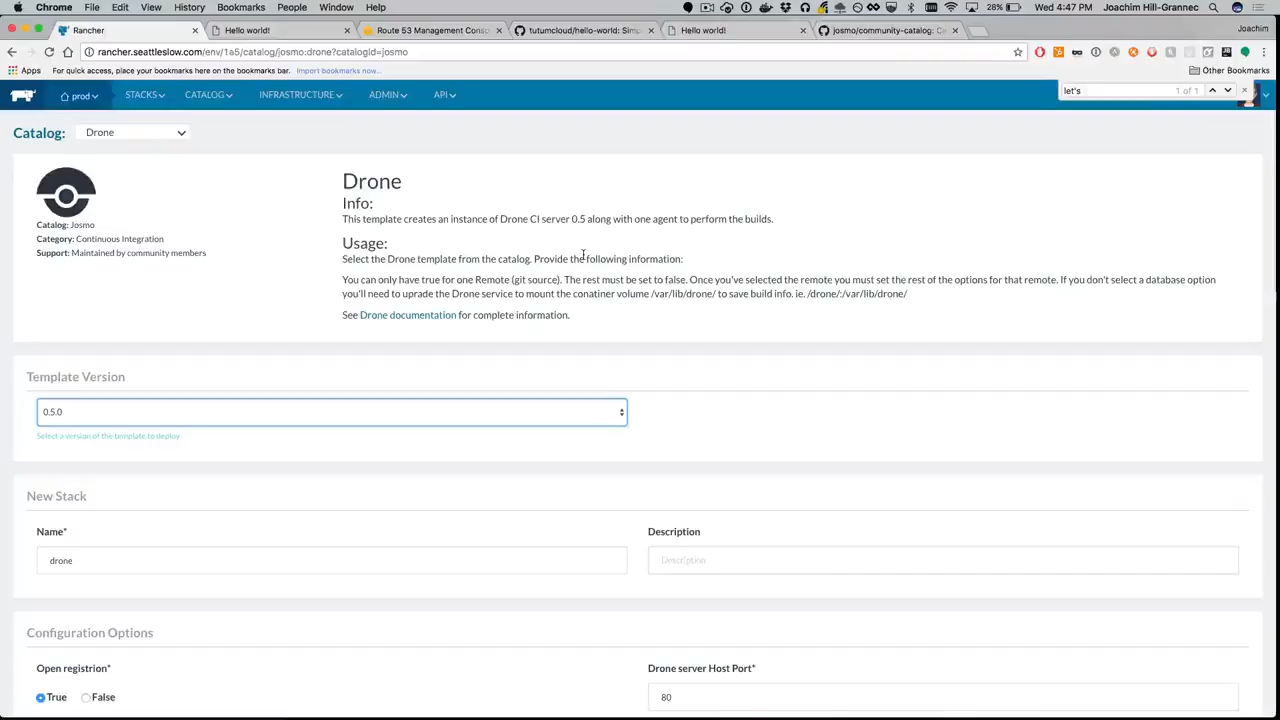 Chrome File Edit View History Bookmarks People Window Help 28% Wed 4:47 PM Joachim Hill-Grannec
Rancher Hello world! Route 53 Management Conso tutumcloud/hello-world: Simp Hello world! josmo/community-catalog: Ca Joachim
rancher.seattleslow.com/env/1a5/catalog/josmo:drone?catalogId=josmo
Apps For quick access, place your bookmarks here on the bookmarks bar. Import bookmarks now... Other Bookmarks
prod STACKS CATALOG INFRASTRUCTURE ADMIN API let's 1 of 1
Catalog: Drone
Drone
Info:
This template creates an instance of Drone CI server 0.5 along with one agent to perform the builds.
Catalog: Josmo
Category: Continuous Integration
Support: Maintained by community members
Usage:
Select the Drone template from the catalog. Provide the following information:
You can only have true for one Remote (git source). The rest must be set to false. Once you've selected the remote you must set the rest of the options for that remote. If you don't select a database option
you'll need to uprade the Drone service to mount the conatiner volume /var/lib/drone/ to save build info. ie. /drone/:/var/lib/drone/
See Drone documentation for complete information.
Template Version
0.5.0
Select a version of the template to deploy
New Stack
Name* Description
drone Description
Configuration Options
Open registrion* Drone server Host Port*
True False 80